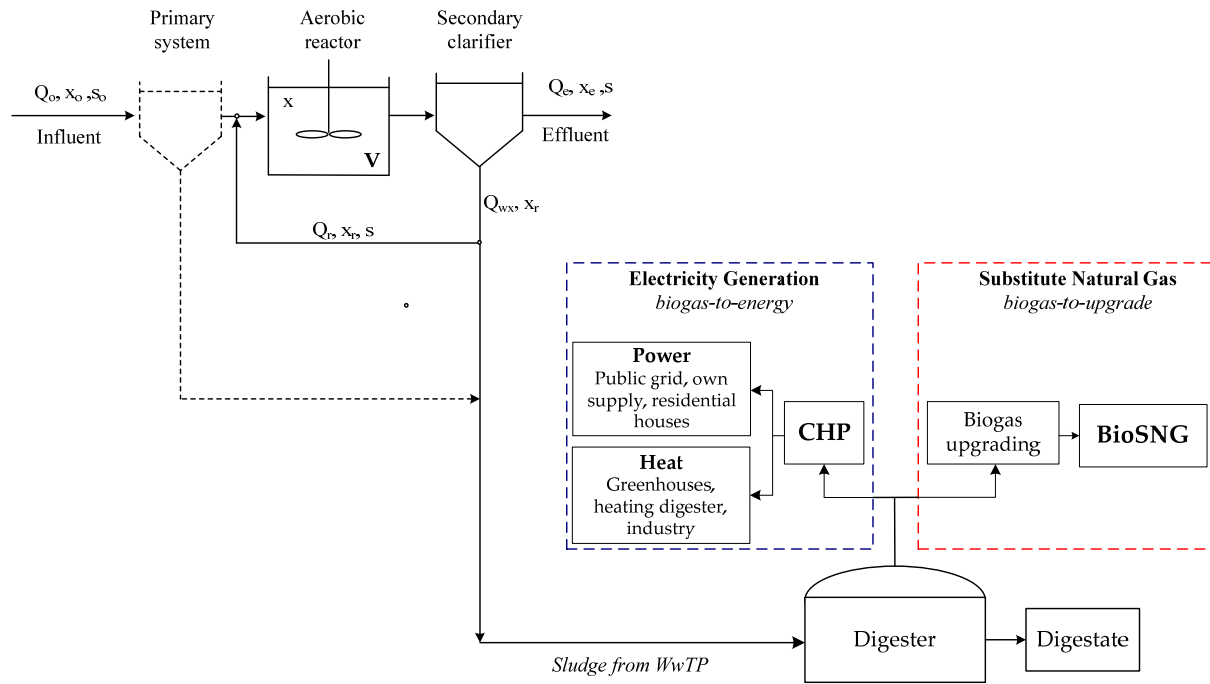 Primary
system
Aerobic
reactor
Secondary
clarifier
Qo, xo ,so
Influent
x
V
Qe, xe ,s
Effluent
Qwx, xr
Qr, xr, s
Electricity Generation
biogas-to-energy
Substitute Natural Gas
biogas-to-upgrade
Power
Public grid, own
supply, residential
houses
CHP
Biogas
upgrading
BioSNG
Heat
Greenhouses,
heating digester,
industry
Digester
Digestate
Sludge from WwTP